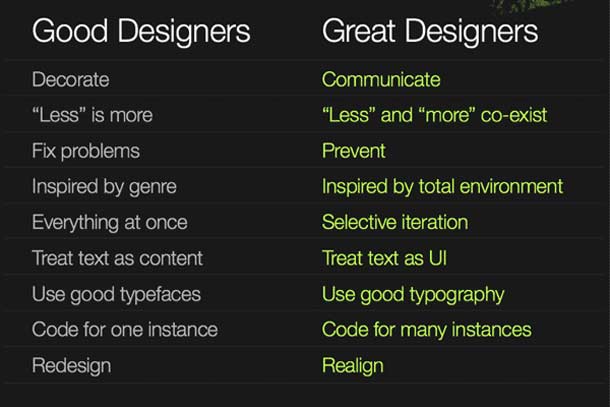 Good Designers Great Designers
Decorate Communicate
“Less” is more “Less” and “more” co-exist
Fix problems Prevent
Inspired by genre Inspired by total environment
Everything at once Selective iteration
Treat text as content Treat text as UI
Use good typefaces Use good typography
Code for one instance Code for many instances
Redesign Realign